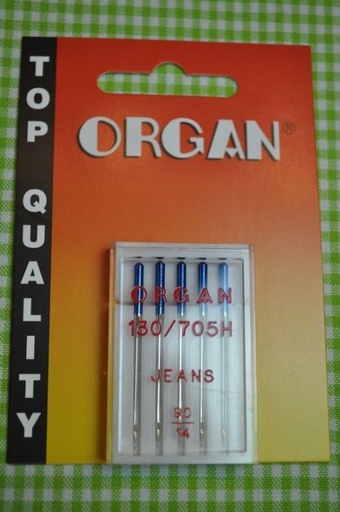 TOP QUALITY
ORGAN®
ORGAN
130/705H
JEANS
90
14